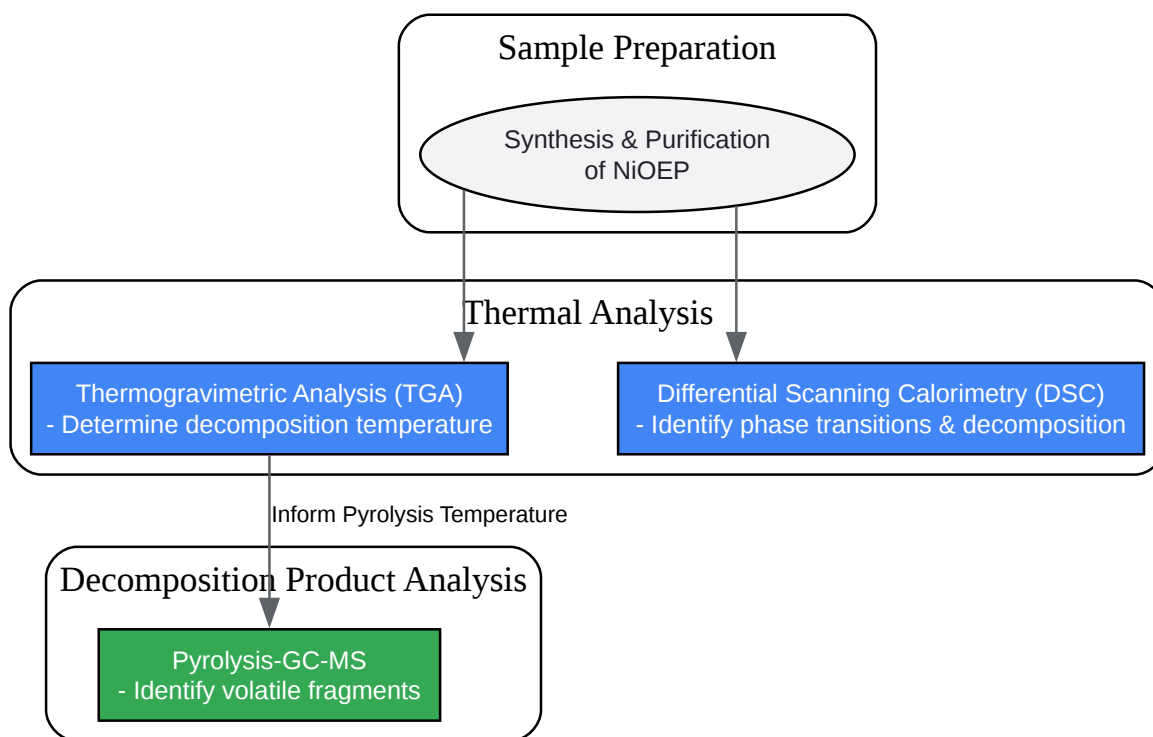 Sample Preparation
Synthesis & Purification
of NiOEP
Thermal Analysis
Thermogravimetric Analysis (TGA)
- Determine decomposition temperature
Differential Scanning Calorimetry (DSC)
- Identify phase transitions & decomposition
Inform Pyrolysis Temperature
Decomposition Product Analysis
Pyrolysis-GC-MS
- Identify volatile fragments